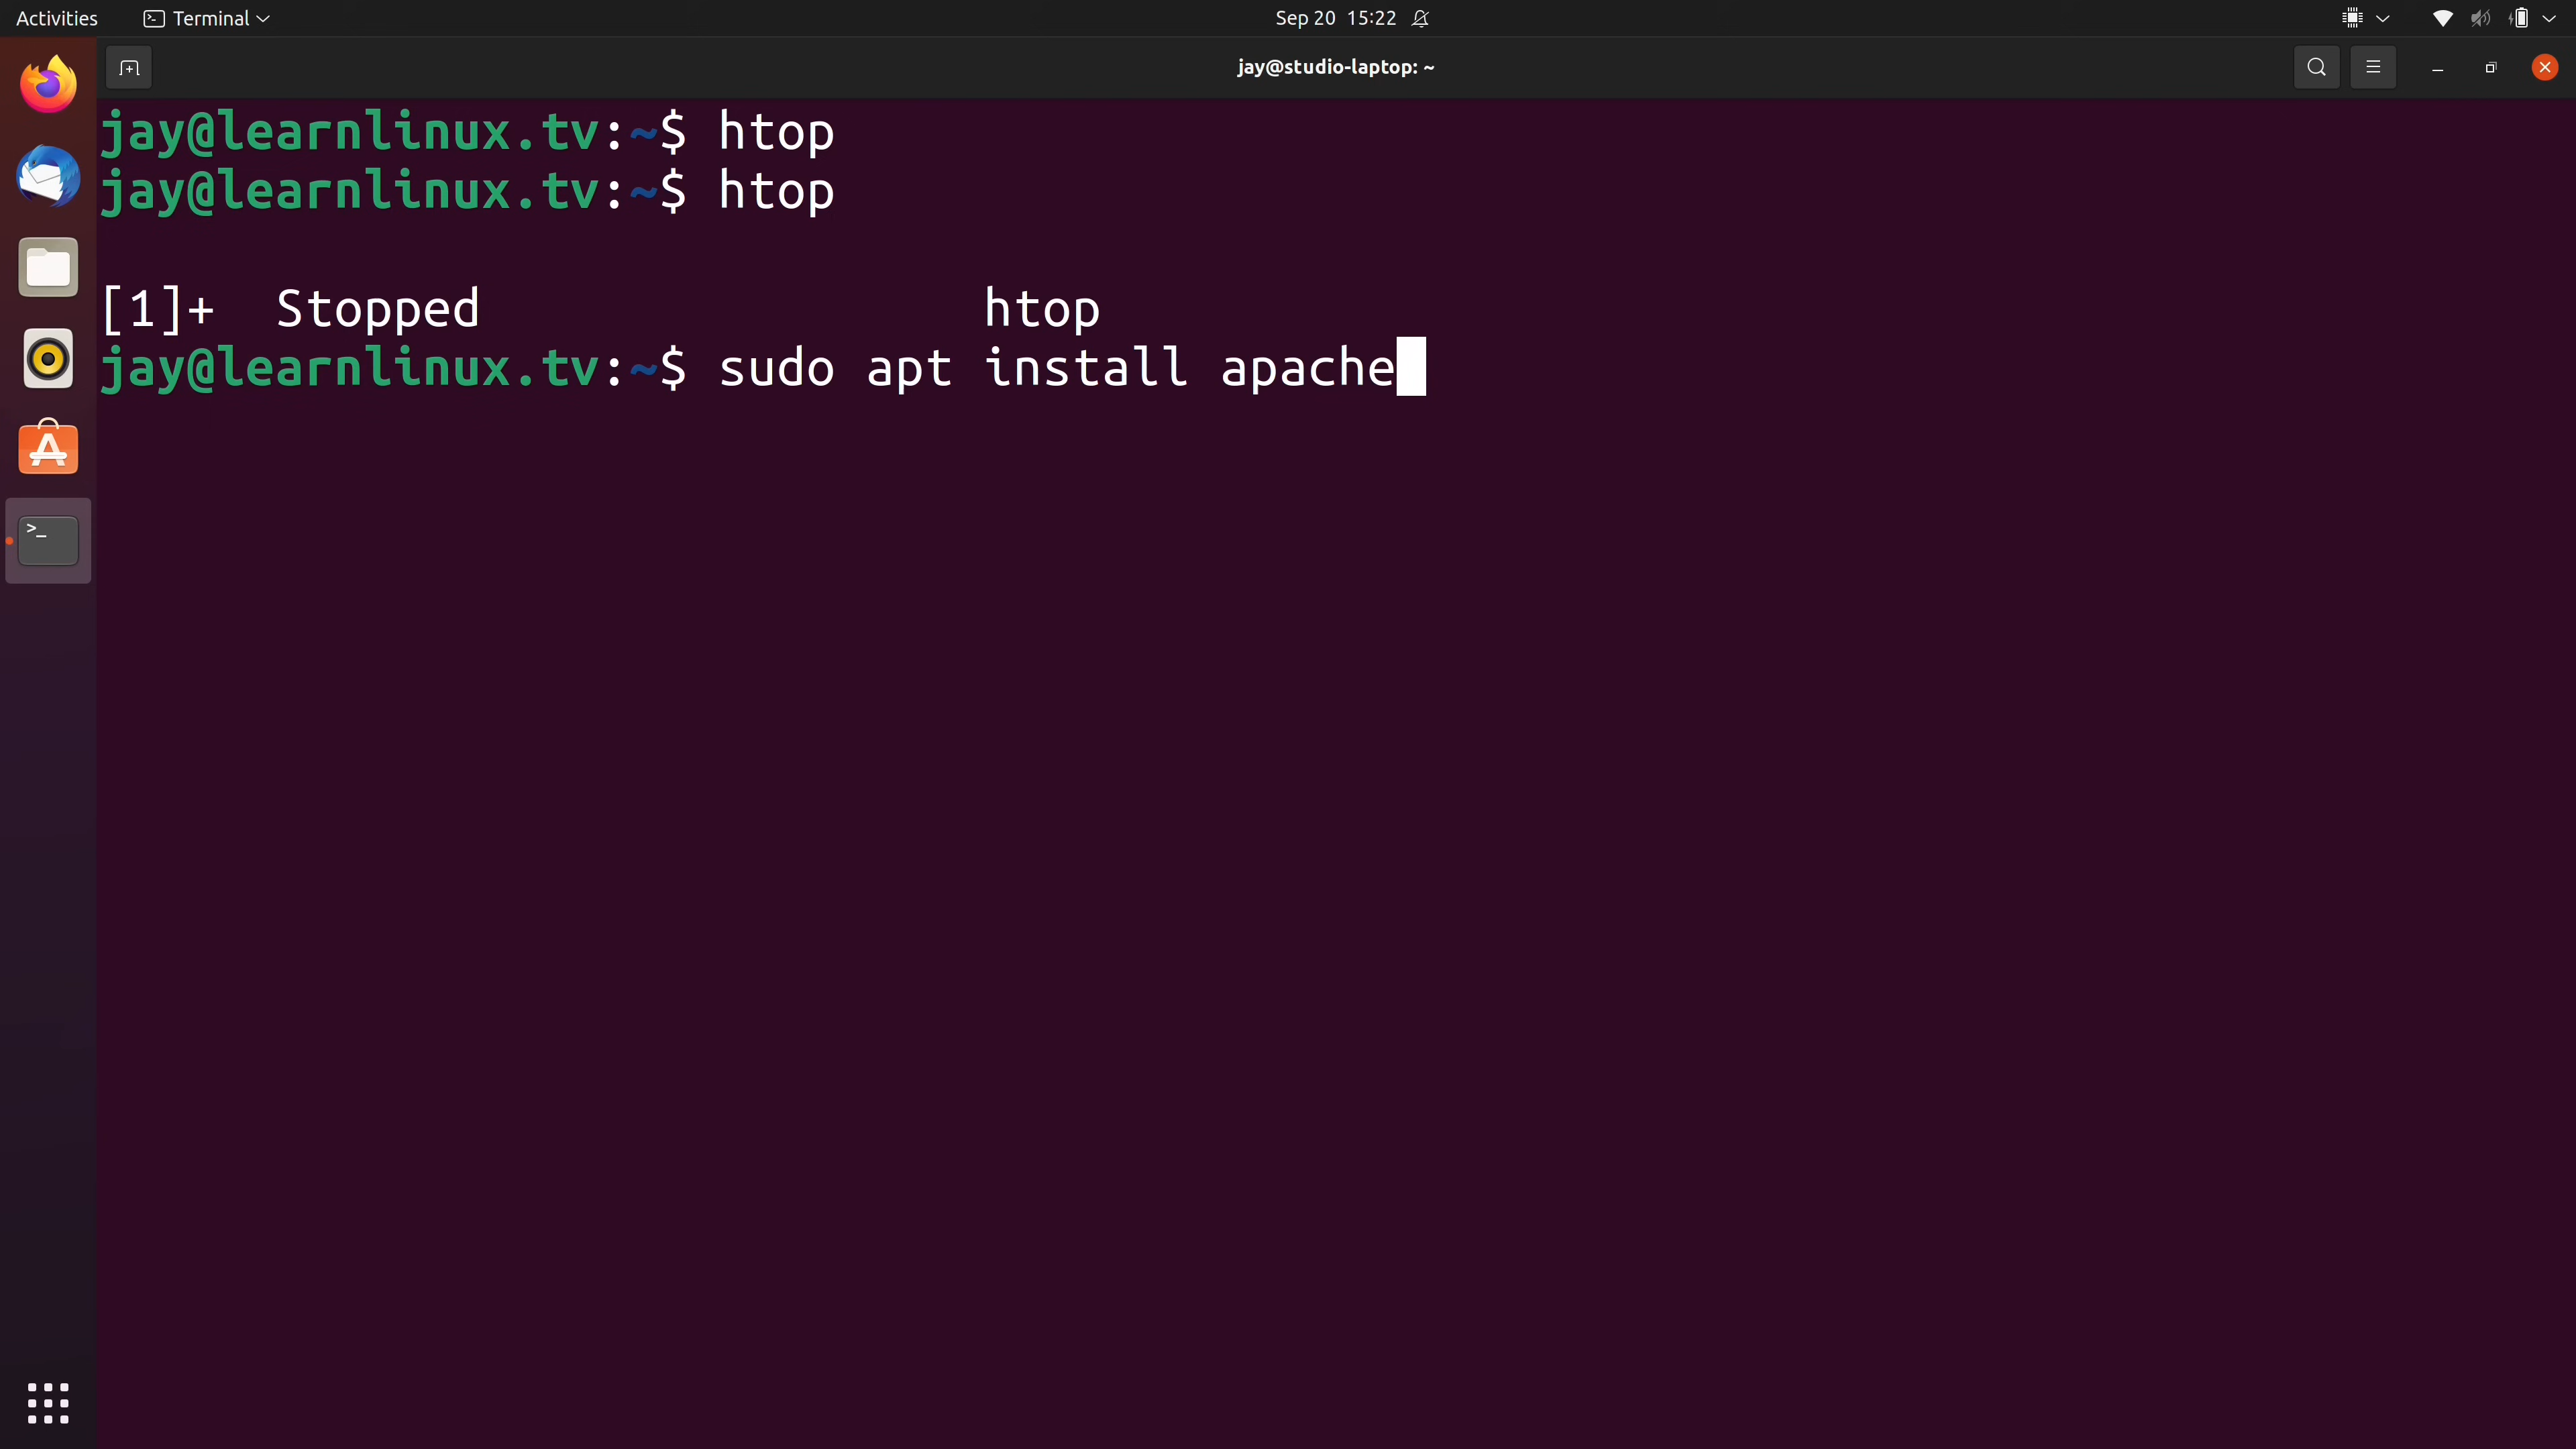 Activities Terminal Sep 20 15:22
jay@studio-laptop: ~
jay@learnlinux.tv:~$ htop
jay@learnlinux.tv:~$ htop
[1]+  Stopped                 htop
jay@learnlinux.tv:~$ sudo apt install apache